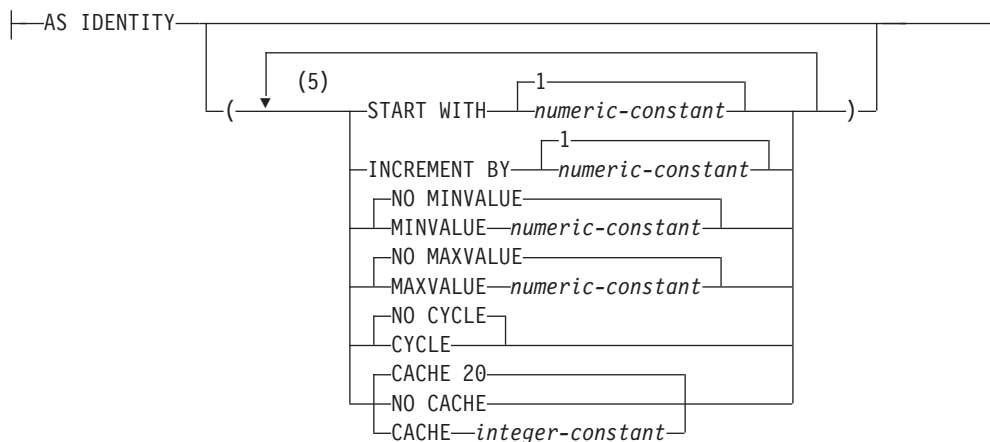 AS IDENTITY
(5) 1
( START WITH numeric-constant )
1
INCREMENT BY numeric-constant
NO MINVALUE
MINVALUE numeric-constant
NO MAXVALUE
MAXVALUE numeric-constant
NO CYCLE
CYCLE
CACHE 20
NO CACHE
CACHE integer-constant